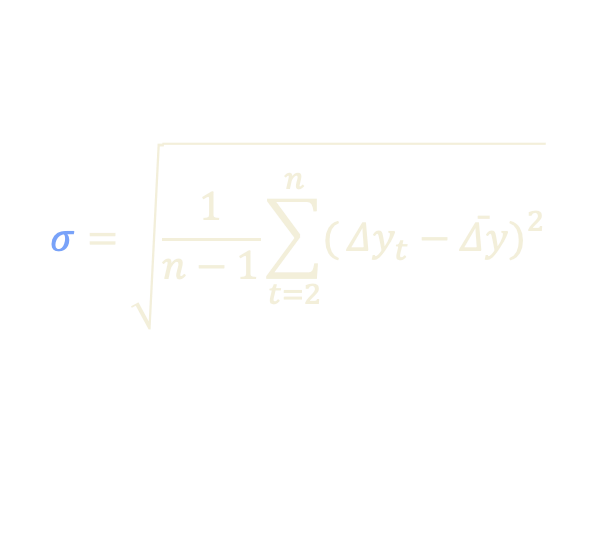 σ = √(1/(n − 1) ∑_{t=2}^{n} (Δy_t − Δ̄y)²)